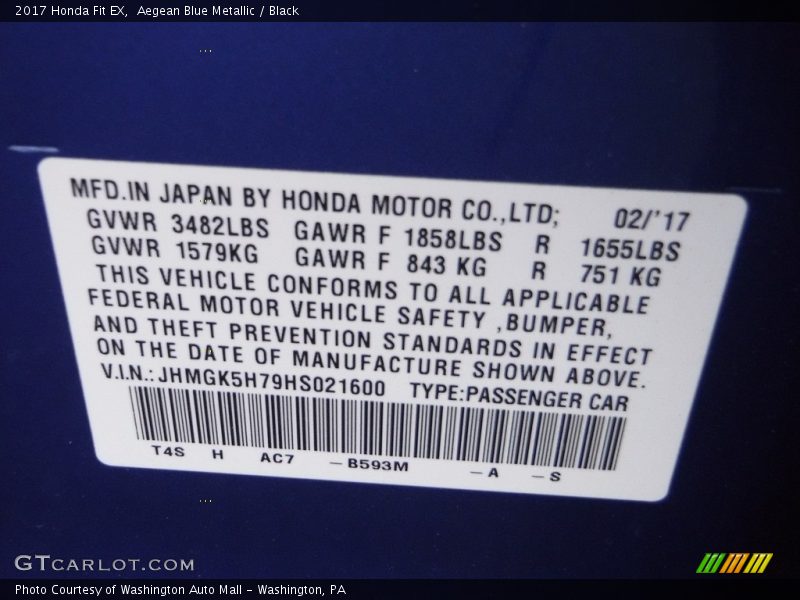 2017 Honda Fit EX,  Aegean Blue Metallic / Black
MFD.IN JAPAN BY HONDA MOTOR CO.,LTD; 02/'17
GVWR 3482LBS GAWR F 1858LBS R 1655LBS
GVWR 1579KG GAWR F 843 KG R 751 KG
THIS VEHICLE CONFORMS TO ALL APPLICABLE
FEDERAL MOTOR VEHICLE SAFETY ,BUMPER,
AND THEFT PREVENTION STANDARDS IN EFFECT
ON THE DATE OF MANUFACTURE SHOWN ABOVE.
V.I.N.: JHMGK5H79HS021600 TYPE:PASSENGER CAR
T4S H AC7 -B593M -A -S
GTCARLOT.COM
Photo Courtesy of Washington Auto Mall - Washington, PA